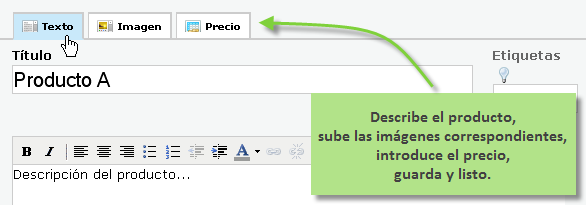 Texto Imagen Precio
Título
Etiquetas
Producto A
Describe el producto,
sube las imágenes correspondientes,
introduce el precio,
guarda y listo.
B I A
Descripción del producto...